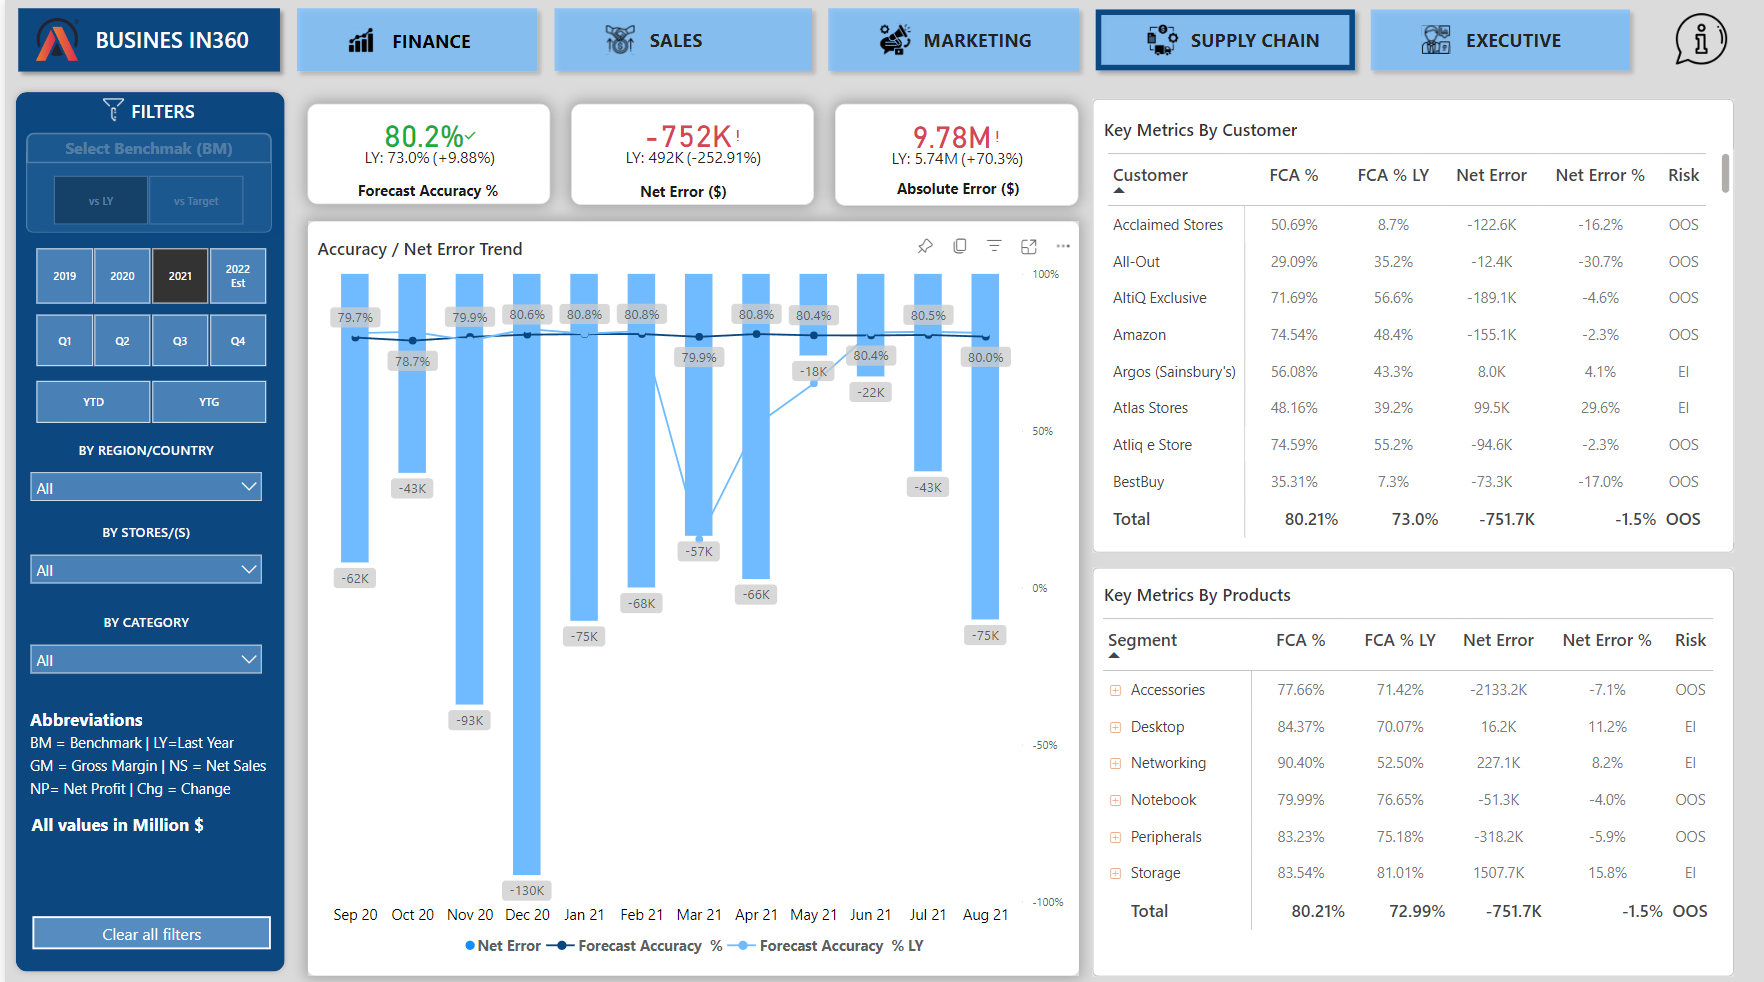 BUSINES IN360
FINANCE
SALES
MARKETING
SUPPLY CHAIN
EXECUTIVE
FILTERS
Select Benchmak (BM)
vs LY
vs Target
2019
2020
2021
2022
Est
Q1
Q2
Q3
Q4
YTD
YTG
BY REGION/COUNTRY
All
BY STORES/(S)
All
BY CATEGORY
All
Abbreviations
BM = Benchmark | LY=Last Year
GM = Gross Margin | NS = Net Sales
NP= Net Profit | Chg = Change
All values in Million $
Clear all filters
80.2%
LY: 73.0% (+9.88%)
Forecast Accuracy %
-752K!
LY: 492K (-252.91%)
Net Error ($)
9.78M!
LY: 5.74M (+70.3%)
Absolute Error ($)
Accuracy / Net Error Trend
100%
50%
0%
-50%
-100%
79.7%
78.7%
79.9%
80.6%
80.8%
80.8%
79.9%
80.8%
80.4%
80.4%
80.5%
80.0%
-62K
-43K
-93K
-130K
-75K
-68K
-57K
-66K
-18K
-22K
-43K
-75K
Sep 20 Oct 20 Nov 20 Dec 20 Jan 21 Feb 21 Mar 21 Apr 21 May 21 Jun 21 Jul 21 Aug 21
Net Error Forecast Accuracy % Forecast Accuracy % LY
Key Metrics By Customer
Customer FCA % FCA % LY Net Error Net Error % Risk
Acclaimed Stores 50.69% 8.7% -122.6K -16.2% OOS
All-Out 29.09% 35.2% -12.4K -30.7% OOS
AltiQ Exclusive 71.69% 56.6% -189.1K -4.6% OOS
Amazon 74.54% 48.4% -155.1K -2.3% OOS
Argos (Sainsbury's) 56.08% 43.3% 8.0K 4.1% EI
Atlas Stores 48.16% 39.2% 99.5K 29.6% EI
Atliq e Store 74.59% 55.2% -94.6K -2.3% OOS
BestBuy 35.31% 7.3% -73.3K -17.0% OOS
Total 80.21% 73.0% -751.7K -1.5% OOS
Key Metrics By Products
Segment FCA % FCA % LY Net Error Net Error % Risk
Accessories 77.66% 71.42% -2133.2K -7.1% OOS
Desktop 84.37% 70.07% 16.2K 11.2% EI
Networking 90.40% 52.50% 227.1K 8.2% EI
Notebook 79.99% 76.65% -51.3K -4.0% OOS
Peripherals 83.23% 75.18% -318.2K -5.9% OOS
Storage 83.54% 81.01% 1507.7K 15.8% EI
Total 80.21% 72.99% -751.7K -1.5% OOS